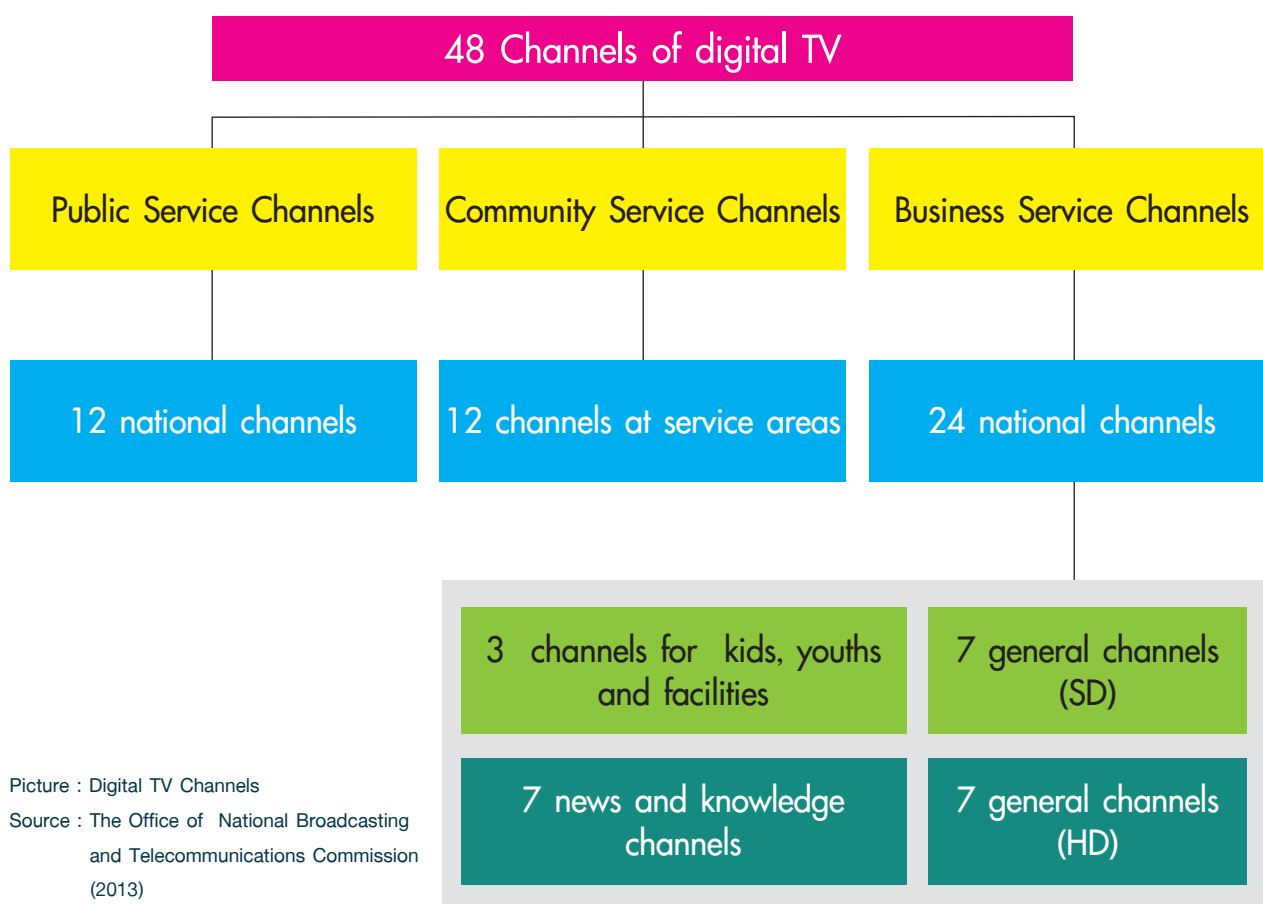 48 Channels of digital TV
Public Service Channels
Community Service Channels
Business Service Channels
12 national channels
12 channels at service areas
24 national channels
3 channels for kids, youths
and facilities
7 general channels
(SD)
7 news and knowledge
channels
7 general channels
(HD)
Picture : Digital TV Channels
Source : The Office of National Broadcasting
and Telecommunications Commission
(2013)